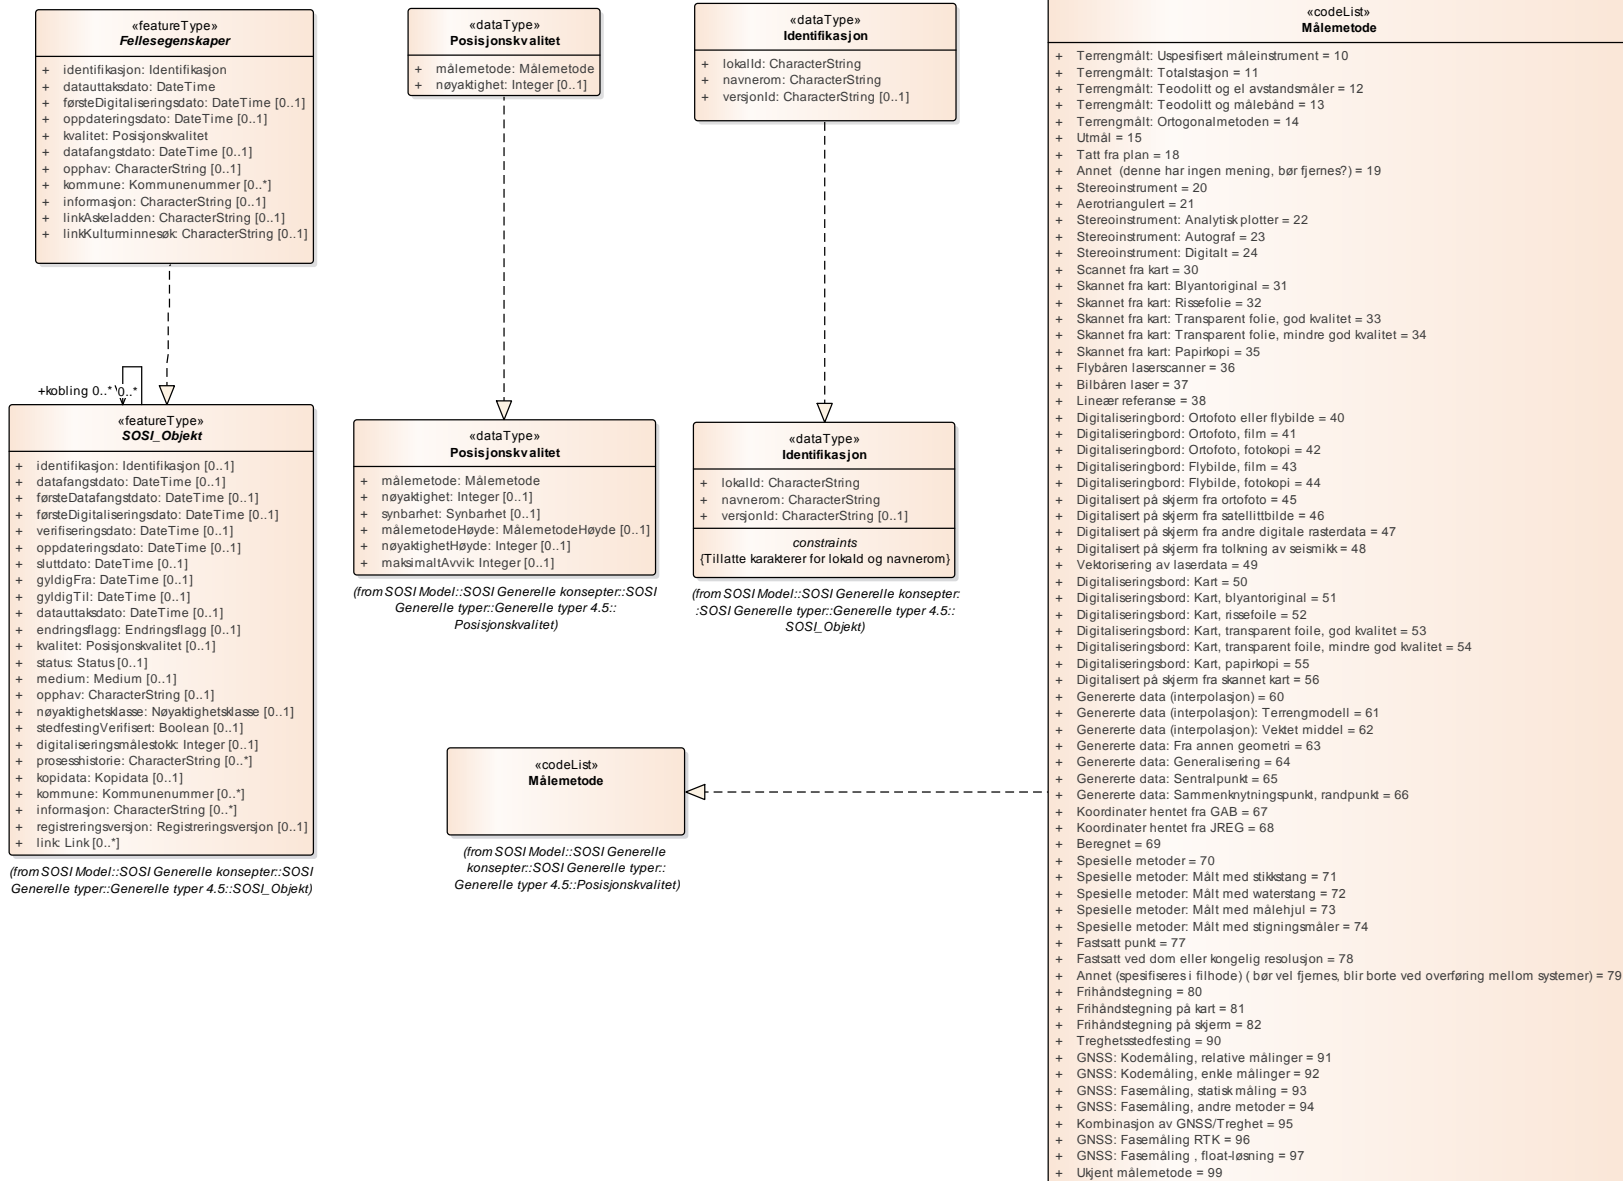 «featureType»
Fellesegenskaper
+ identifikasjon: Identifikasjon
+ datauttaksdato: DateTime
+ førsteDigitaliseringsdato: DateTime [0..1]
+ oppdateringsdato: DateTime [0..1]
+ kvalitet: Posisjonskvalitet
+ datafangstdato: DateTime [0..1]
+ opphav: CharacterString [0..1]
+ kommune: Kommunenummer [0..*]
+ informasjon: CharacterString [0..1]
+ linkAskeladden: CharacterString [0..1]
+ linkKulturminnesøk: CharacterString [0..1]
«dataType»
Posisjonskvalitet
+ målemetode: Målemetode
+ nøyaktighet: Integer [0..1]
«dataType»
Identifikasjon
+ lokalId: CharacterString
+ navnerom: CharacterString
+ versjonId: CharacterString [0..1]
+kobling 0..* 0..*
«featureType»
SOSI_Objekt
+ identifikasjon: Identifikasjon [0..1]
+ datafangstdato: DateTime [0..1]
+ førsteDatafangstdato: DateTime [0..1]
+ førsteDigitaliseringsdato: DateTime [0..1]
+ verifiseringsdato: DateTime [0..1]
+ oppdateringsdato: DateTime [0..1]
+ sluttdato: DateTime [0..1]
+ gyldigFra: DateTime [0..1]
+ gyldigTil: DateTime [0..1]
+ datauttaksdato: DateTime [0..1]
+ endringsflagg: Endringsflagg [0..1]
+ kvalitet: Posisjonskvalitet [0..1]
+ status: Status [0..1]
+ medium: Medium [0..1]
+ opphav: CharacterString [0..1]
+ nøyaktighetsklasse: Nøyaktighetsklasse [0..1]
+ stedfestingVerifisert: Boolean [0..1]
+ digitaliseringsmålestokk: Integer [0..1]
+ prosesshistorie: CharacterString [0..*]
+ kopidata: Kopidata [0..1]
+ kommune: Kommunenummer [0..*]
+ informasjon: CharacterString [0..*]
+ registreringsversjon: Registreringsversjon [0..1]
+ link: Link [0..*]
(from SOSI Model::SOSI Generelle konsepter::SOSI
Generelle typer::Generelle typer 4.5::SOSI_Objekt)
«dataType»
Posisjonskvalitet
+ målemetode: Målemetode
+ nøyaktighet: Integer [0..1]
+ synbarhet: Synbarhet [0..1]
+ målemetodeHøyde: MålemetodeHøyde [0..1]
+ nøyaktighetHøyde: Integer [0..1]
+ maksimaltAvvik: Integer [0..1]
(from SOSI Model::SOSI Generelle konsepter::SOSI
Generelle typer::Generelle typer 4.5::
Posisjonskvalitet)
«dataType»
Identifikasjon
+ lokalId: CharacterString
+ navnerom: CharacterString
+ versjonId: CharacterString [0..1]
constraints
{Tillatte karakterer for lokaId og navnerom}
(from SOSI Model::SOSI Generelle konsepter:
:SOSI Generelle typer::Generelle typer 4.5::
SOSI_Objekt)
«codeList»
Målemetode
(from SOSI Model::SOSI Generelle
konsepter::SOSI Generelle typer::
Generelle typer 4.5::Posisjonskvalitet)
«codeList»
Målemetode
+ Terrengmålt: Uspesifisert måleinstrument = 10
+ Terrengmålt: Totalstasjon = 11
+ Terrengmålt: Teodolitt og el avstandsmåler = 12
+ Terrengmålt: Teodolitt og målebånd = 13
+ Terrengmålt: Ortogonalmetoden = 14
+ Utmål = 15
+ Tatt fra plan = 18
+ Annet (denne har ingen mening, bør fjernes?) = 19
+ Stereoinstrument = 20
+ Aerotriangulert = 21
+ Stereoinstrument: Analytisk plotter = 22
+ Stereoinstrument: Autograf = 23
+ Stereoinstrument: Digitalt = 24
+ Scannet fra kart = 30
+ Skannet fra kart: Blyantoriginal = 31
+ Skannet fra kart: Rissefolie = 32
+ Skannet fra kart: Transparent folie, god kvalitet = 33
+ Skannet fra kart: Transparent folie, mindre god kvalitet = 34
+ Skannet fra kart: Papirkopi = 35
+ Flybåren laserscanner = 36
+ Bilbåren laser = 37
+ Lineær referanse = 38
+ Digitaliseringbord: Ortofoto eller flybilde = 40
+ Digitaliseringbord: Ortofoto, film = 41
+ Digitaliseringbord: Ortofoto, fotokopi = 42
+ Digitaliseringbord: Flybilde, film = 43
+ Digitaliseringbord: Flybilde, fotokopi = 44
+ Digitalisert på skjerm fra ortofoto = 45
+ Digitalisert på skjerm fra satellittbilde = 46
+ Digitalisert på skjerm fra andre digitale rasterdata = 47
+ Digitalisert på skjerm fra tolkning av seismikk = 48
+ Vektorisering av laserdata = 49
+ Digitaliseringsbord: Kart = 50
+ Digitaliseringsbord: Kart, blyantoriginal = 51
+ Digitaliseringsbord: Kart, rissefoile = 52
+ Digitaliseringsbord: Kart, transparent foile, god kvalitet = 53
+ Digitaliseringsbord: Kart, transparent foile, mindre god kvalitet = 54
+ Digitaliseringsbord: Kart, papirkopi = 55
+ Digitalisert på skjerm fra skannet kart = 56
+ Genererte data (interpolasjon) = 60
+ Genererte data (interpolasjon): Terrengmodell = 61
+ Genererte data (interpolasjon): Vektet middel = 62
+ Genererte data: Fra annen geometri = 63
+ Genererte data: Generalisering = 64
+ Genererte data: Sentralpunkt = 65
+ Genererte data: Sammenknytningspunkt, randpunkt = 66
+ Koordinater hentet fra GAB = 67
+ Koordinater hentet fra JREG = 68
+ Beregnet = 69
+ Spesielle metoder = 70
+ Spesielle metoder: Målt med stikkstang = 71
+ Spesielle metoder: Målt med waterstang = 72
+ Spesielle metoder: Målt med målehjul = 73
+ Spesielle metoder: Målt med stigningsmåler = 74
+ Fastsatt punkt = 77
+ Fastsatt ved dom eller kongelig resolusjon = 78
+ Annet (spesifiseres i filhode) ( bør vel fjernes, blir borte ved overføring mellom systemer) = 79
+ Frihåndstegning = 80
+ Frihåndstegning på kart = 81
+ Frihåndstegning på skjerm = 82
+ Treghetsstedfesting = 90
+ GNSS: Kodemåling, relative målinger = 91
+ GNSS: Kodemåling, enkle målinger = 92
+ GNSS: Fasemåling, statisk måling = 93
+ GNSS: Fasemåling, andre metoder = 94
+ Kombinasjon av GNSS/Treghet = 95
+ GNSS: Fasemåling RTK = 96
+ GNSS: Fasemåling , float-løsning = 97
+ Ukjent målemetode = 99